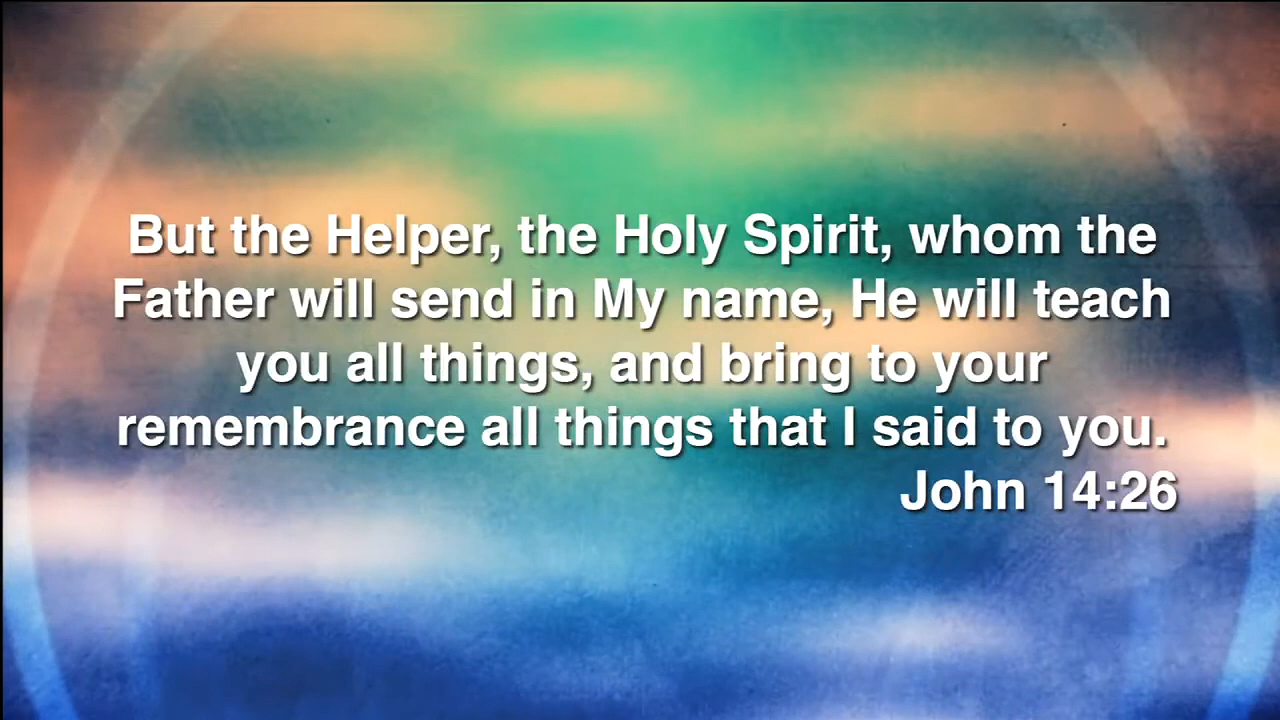 But the Helper, the Holy Spirit, whom the
Father will send in My name, He will teach
you all things, and bring to your
remembrance all things that I said to you.
John 14:26